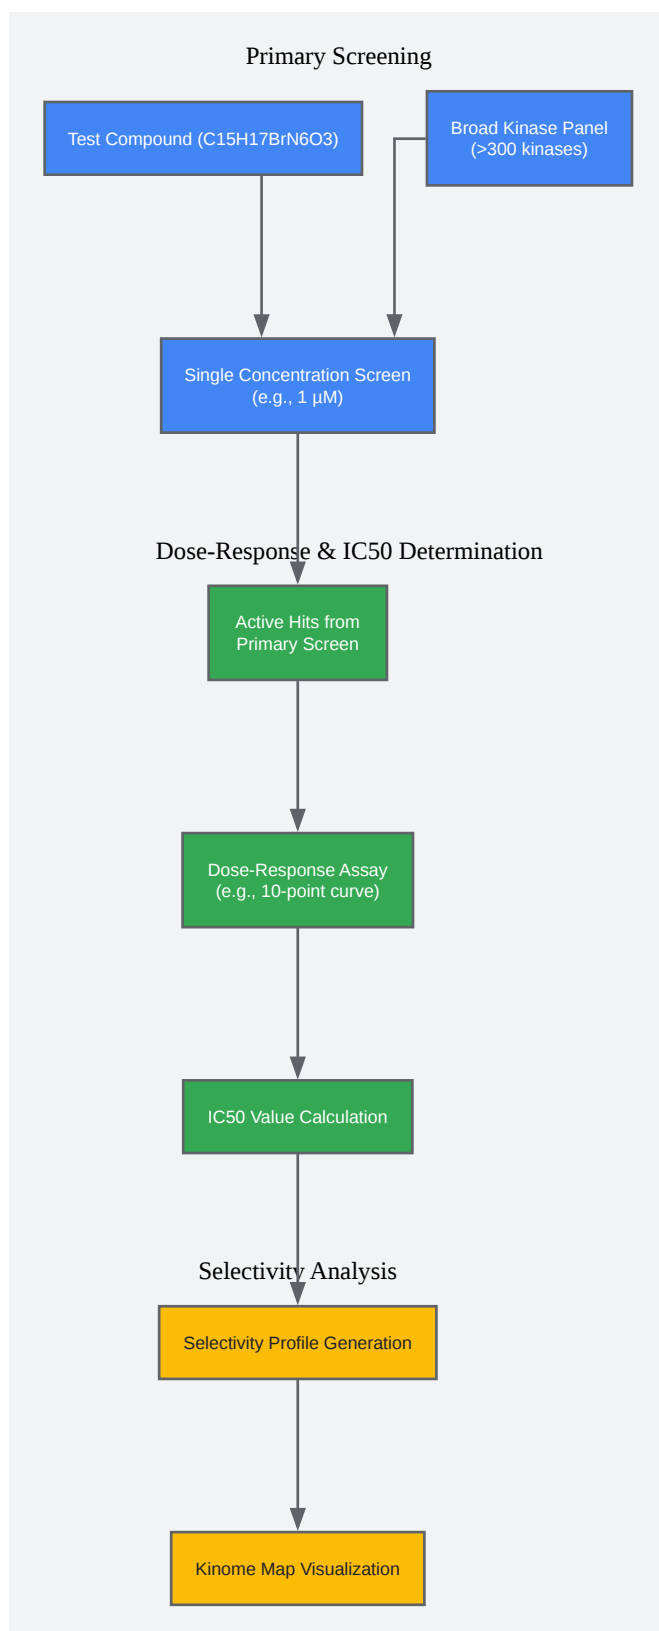 Primary Screening
Test Compound (C15H17BrN6O3)
Broad Kinase Panel
(>300 kinases)
Single Concentration Screen
(e.g., 1 µM)
Dose-Response & IC50 Determination
Active Hits from
Primary Screen
Dose-Response Assay
(e.g., 10-point curve)
IC50 Value Calculation
Selectivity Analysis
Selectivity Profile Generation
Kinome Map Visualization